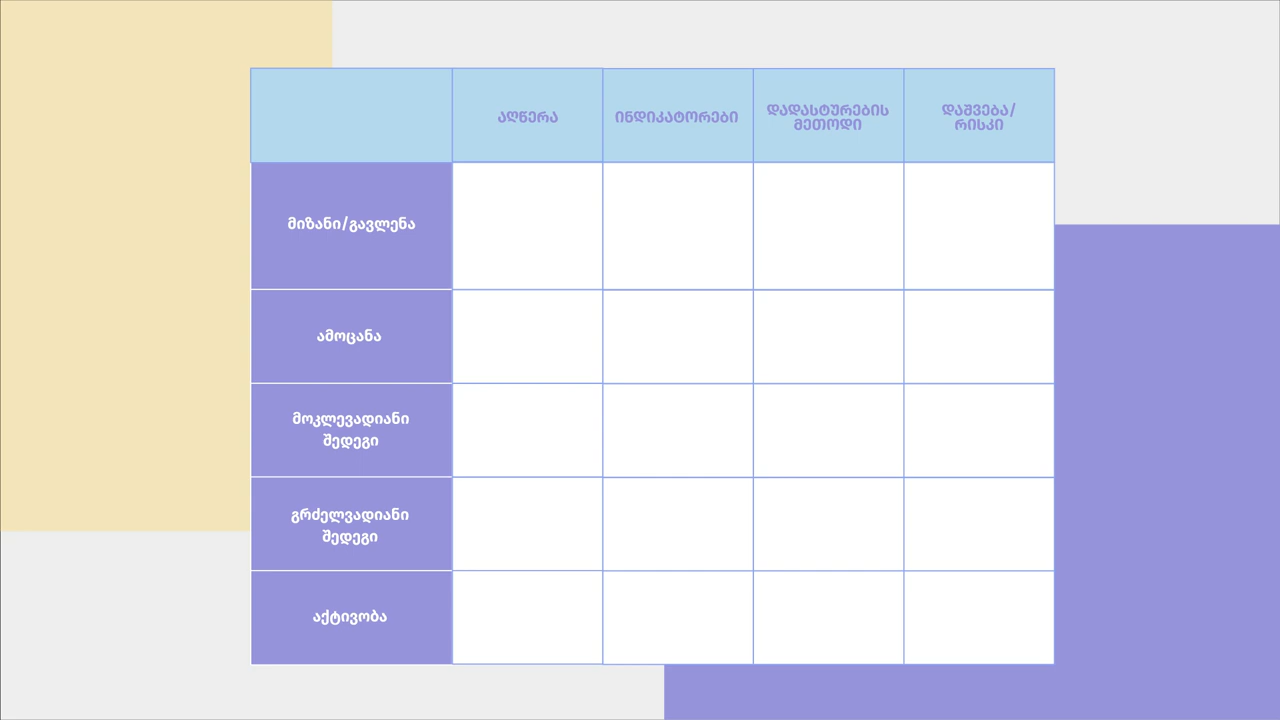 აღწერა
ინდიკატორები
დადასტურების
მეთოდი
დაშვება/
რისკი
მიზანი/გავლენა
ამოცანა
მოკლევადიანი
შედეგი
გრძელვადიანი
შედეგი
აქტივობა